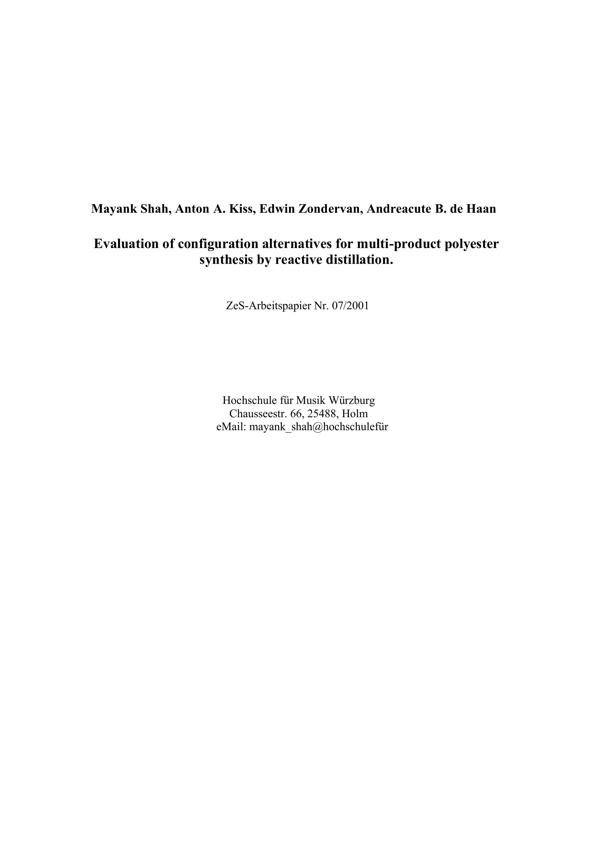 Mayank Shah, Anton A. Kiss, Edwin Zondervan, Andreacute B. de Haan
Evaluation of configuration alternatives for multi-product polyester
synthesis by reactive distillation.
ZeS-Arbeitspapier Nr. 07/2001
Hochschule für Musik Würzburg
Chausseestr. 66, 25488, Holm
eMail: mayank_shah@hochschulefür